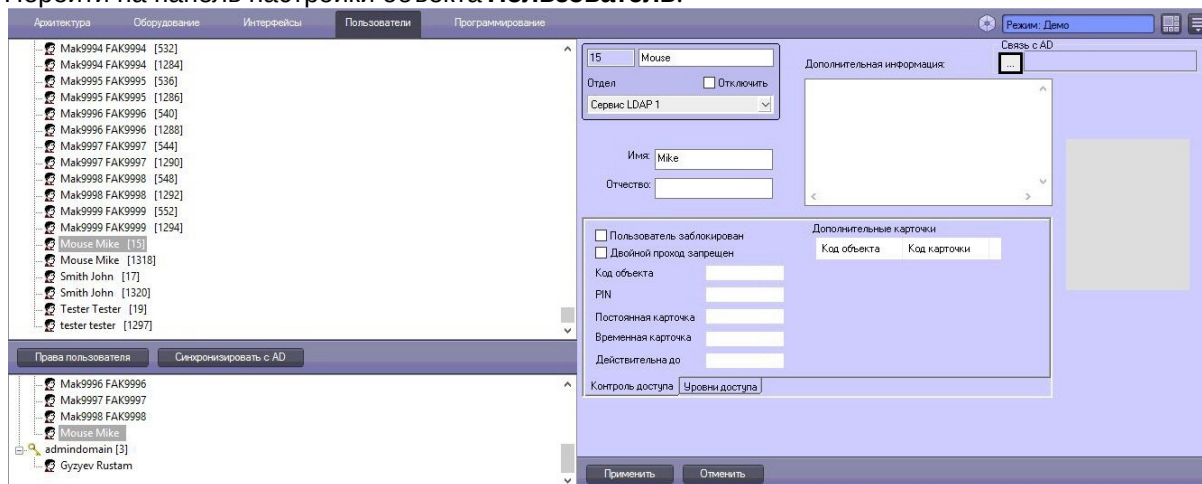 Перейти на панель настройки объекта Пользователь.
Архитектура Оборудование Интерфейсы Пользователи Программирование Режим: Демо
Mak9994 FAK9994 [532]
Mak9994 FAK9994 [1284]
Mak9995 FAK9995 [536]
Mak9995 FAK9995 [1286]
Mak9996 FAK9996 [540]
Mak9996 FAK9996 [1288]
Mak9997 FAK9997 [544]
Mak9997 FAK9997 [1290]
Mak9998 FAK9998 [548]
Mak9998 FAK9998 [1292]
Mak9999 FAK9999 [552]
Mak9999 FAK9999 [1294]
Mouse Mike [15]
Mouse Mike [1318]
Smith John [17]
Smith John [1320]
Tester Tester [19]
tester tester [1297]
Права пользователя Синхронизировать с AD
Mak9996 FAK9996
Mak9997 FAK9997
Mak9998 FAK9998
Mouse Mike
admindomain [3]
Gyzyev Rustam
15 Mouse
Отдел Отключить
Сервис LDAP 1
Имя: Mike
Отчество:
Дополнительная информация:
Связь с AD
...
Пользователь заблокирован
Двойной проход запрещен
Код объекта
PIN
Постоянная карточка
Временная карточка
Действительна до
Дополнительные карточки
Код объекта Код карточки
Контроль доступа Уровни доступа
Применить Отменить